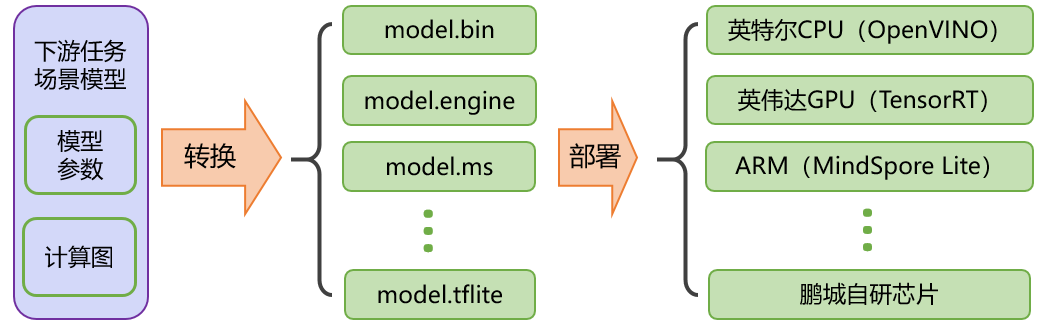 下游任务
场景模型
模型
参数
计算图
转换
model.bin
model.engine
model.ms
model.tflite
部署
英特尔CPU（OpenVINO）
英伟达GPU（TensorRT）
ARM（MindSpore Lite）
鹏城自研芯片